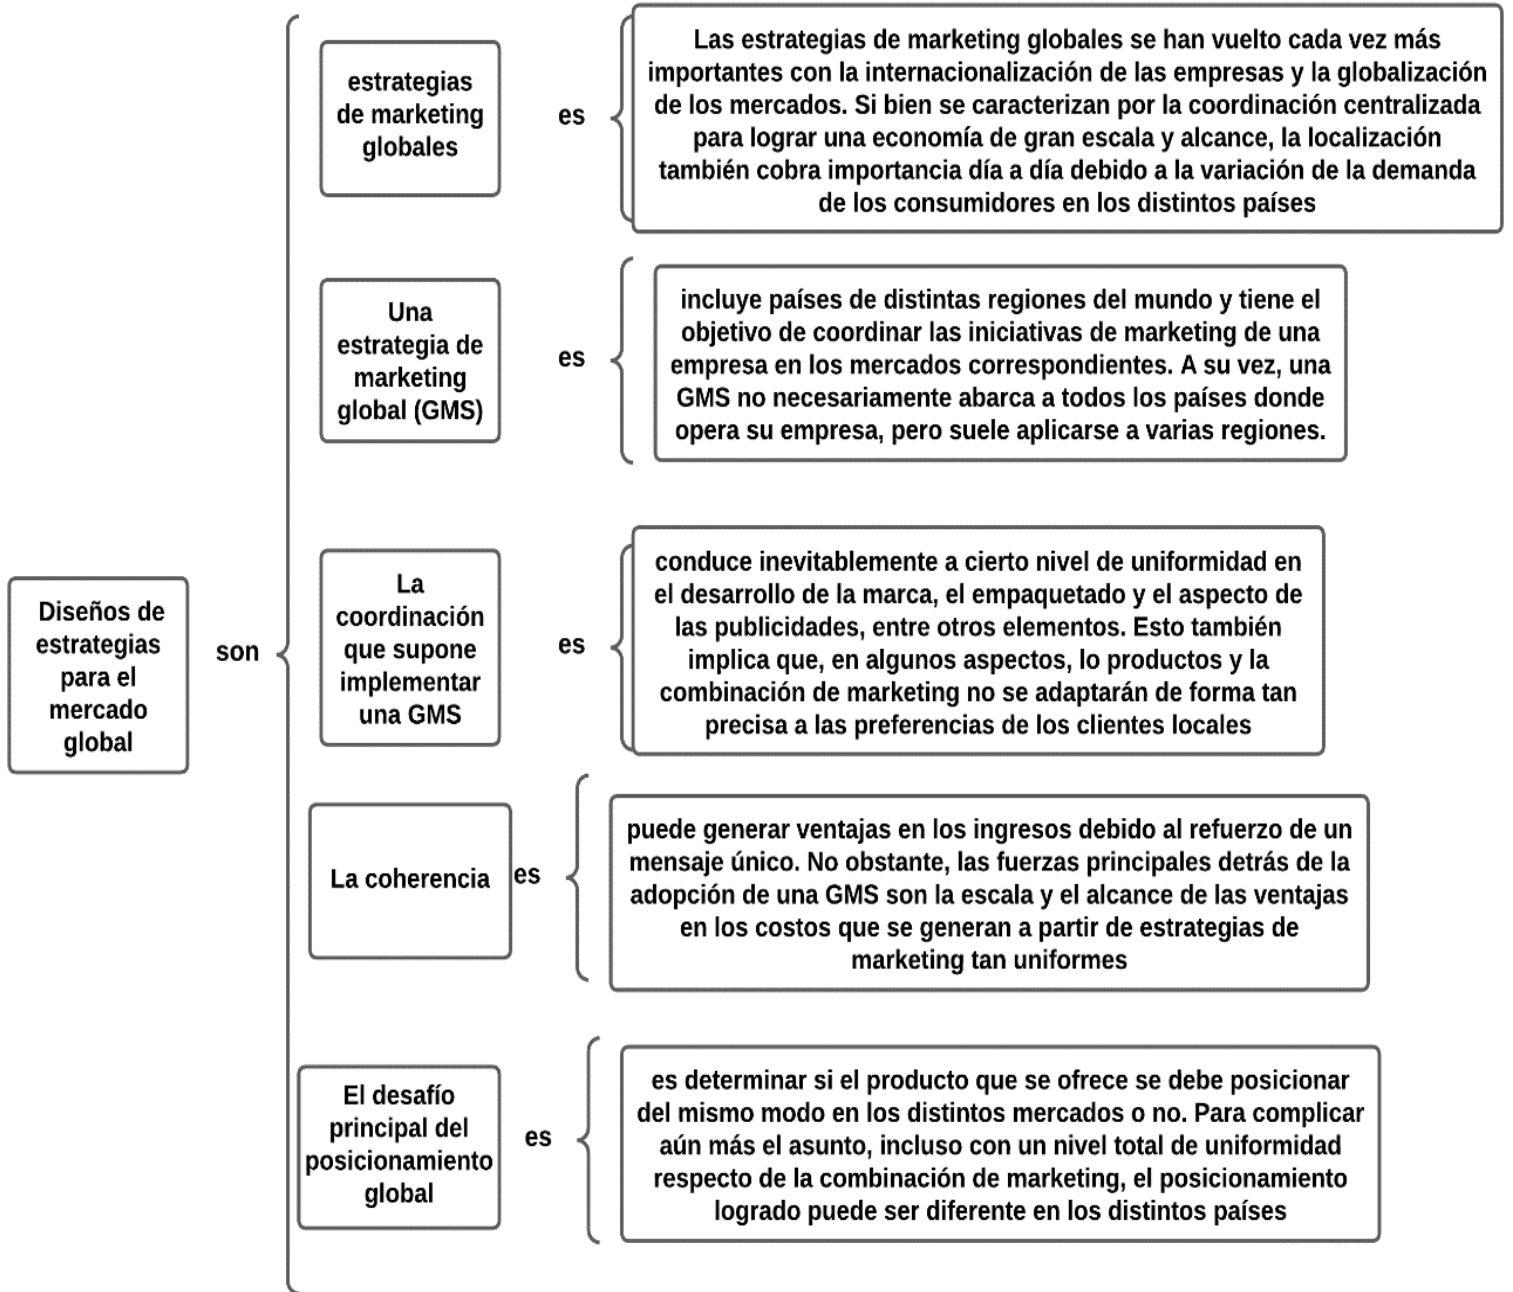 Diseños de
estrategias
para el
mercado
global
son
estrategias
de marketing
globales
es
Las estrategias de marketing globales se han vuelto cada vez más
importantes con la internacionalización de las empresas y la globalización
de los mercados. Si bien se caracterizan por la coordinación centralizada
para lograr una economía de gran escala y alcance, la localización
también cobra importancia día a día debido a la variación de la demanda
de los consumidores en los distintos países
Una
estrategia de
marketing
global (GMS)
es
incluye países de distintas regiones del mundo y tiene el
objetivo de coordinar las iniciativas de marketing de una
empresa en los mercados correspondientes. A su vez, una
GMS no necesariamente abarca a todos los países donde
opera su empresa, pero suele aplicarse a varias regiones.
La
coordinación
que supone
implementar
una GMS
es
conduce inevitablemente a cierto nivel de uniformidad en
el desarrollo de la marca, el empaquetado y el aspecto de
las publicidades, entre otros elementos. Esto también
implica que, en algunos aspectos, lo productos y la
combinación de marketing no se adaptarán de forma tan
precisa a las preferencias de los clientes locales
La coherencia
es
puede generar ventajas en los ingresos debido al refuerzo de un
mensaje único. No obstante, las fuerzas principales detrás de la
adopción de una GMS son la escala y el alcance de las ventajas
en los costos que se generan a partir de estrategias de
marketing tan uniformes
El desafío
principal del
posicionamiento
global
es
es determinar si el producto que se ofrece se debe posicionar
del mismo modo en los distintos mercados o no. Para complicar
aún más el asunto, incluso con un nivel total de uniformidad
respecto de la combinación de marketing, el posicionamiento
logrado puede ser diferente en los distintos países